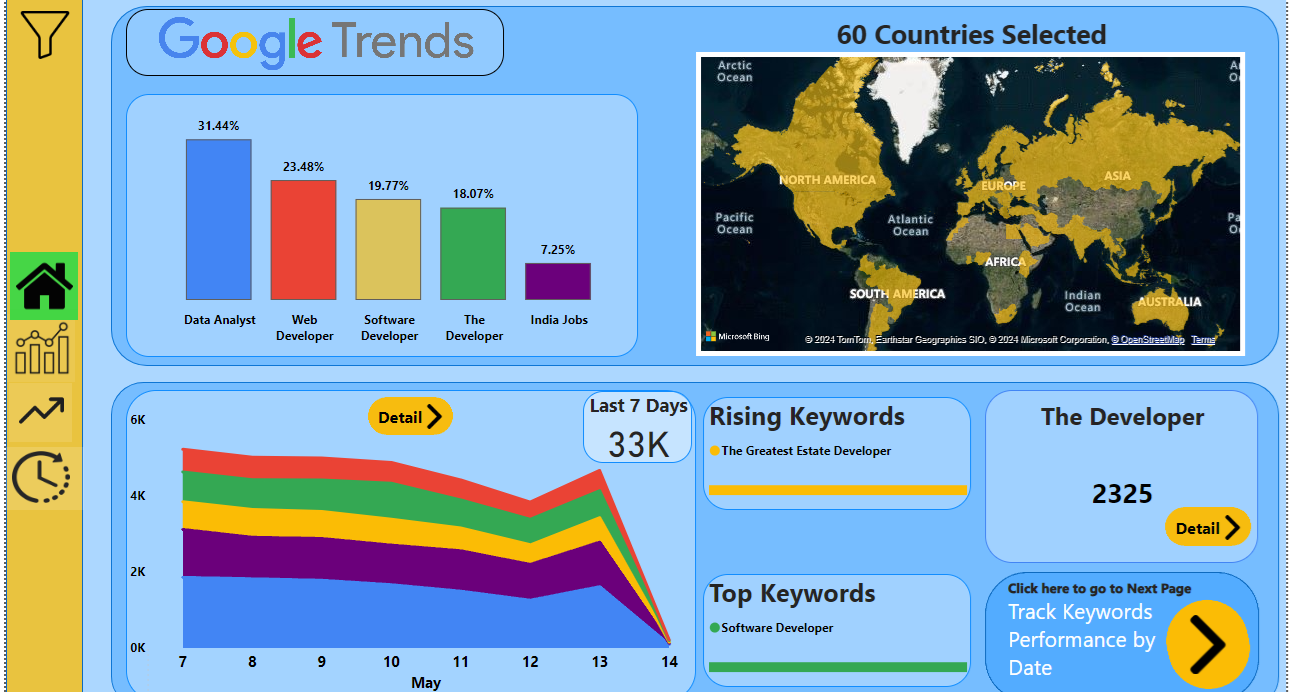 Google Trends
60 Countries Selected
31.44%
23.48%
19.77%
18.07%
7.25%
Data Analyst
Web
Developer
Software
Developer
The
Developer
India Jobs
Arctic
Ocean
Ar
Oc
NORTH AMERICA
EUROPE
ASIA
Pacific
Ocean
Atlantic
Ocean
Pa
Oc
AFRICA
SOUTH AMERICA
Indian
Ocean
AUSTRALIA
Microsoft Bing
© 2024 TomTom, Earthstar Geographics SIO, © 2024 Microsoft Corporation, © OpenStreetMap Terms
Detail
Last 7 Days
33K
6K
4K
2K
0K
7 8 9 10 11 12 13 14
May
Rising Keywords
The Greatest Estate Developer
Top Keywords
Software Developer
The Developer
2325
Detail
Click here to go to Next Page
Track Keywords
Performance by
Date